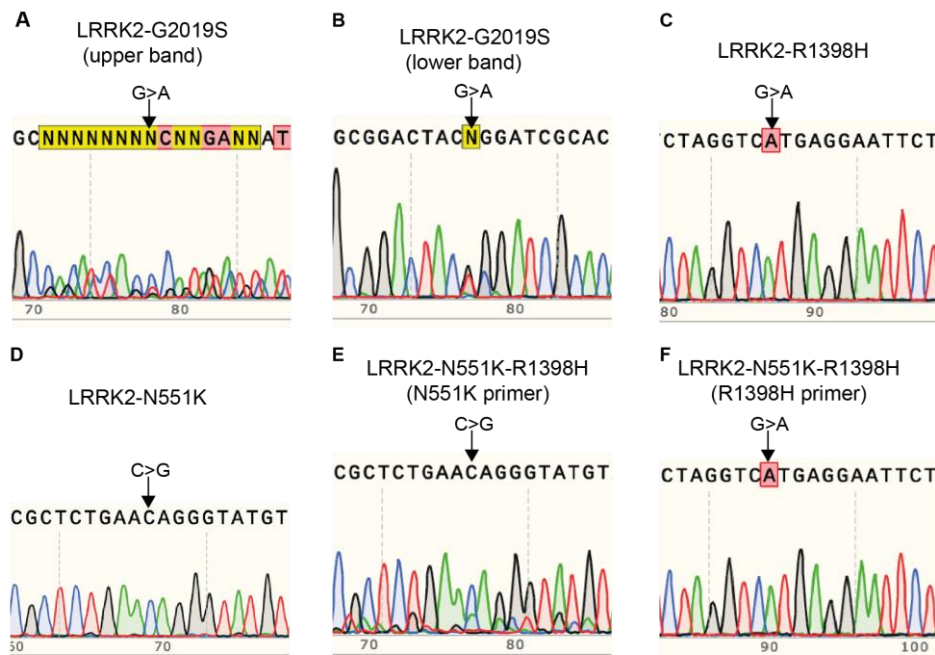 A
LRRK2-G2019S
(upper band)
G>A
GCNNNNNNNNCNNGANNAT
70 80
B
LRRK2-G2019S
(lower band)
G>A
GCGGACTACNGGATCGCAC
70 80
C
LRRK2-R1398H
G>A
CTAGGTCATGAGGAATTCT
80 90
D
LRRK2-N551K
C>G
CGCTCTGAACAGGGTATGT
70
E
LRRK2-N551K-R1398H
(N551K primer)
C>G
CGCTCTGAACAGGGTATGT
70 80
F
LRRK2-N551K-R1398H
(R1398H primer)
G>A
CTAGGTCATGAGGAATTCT
90 100